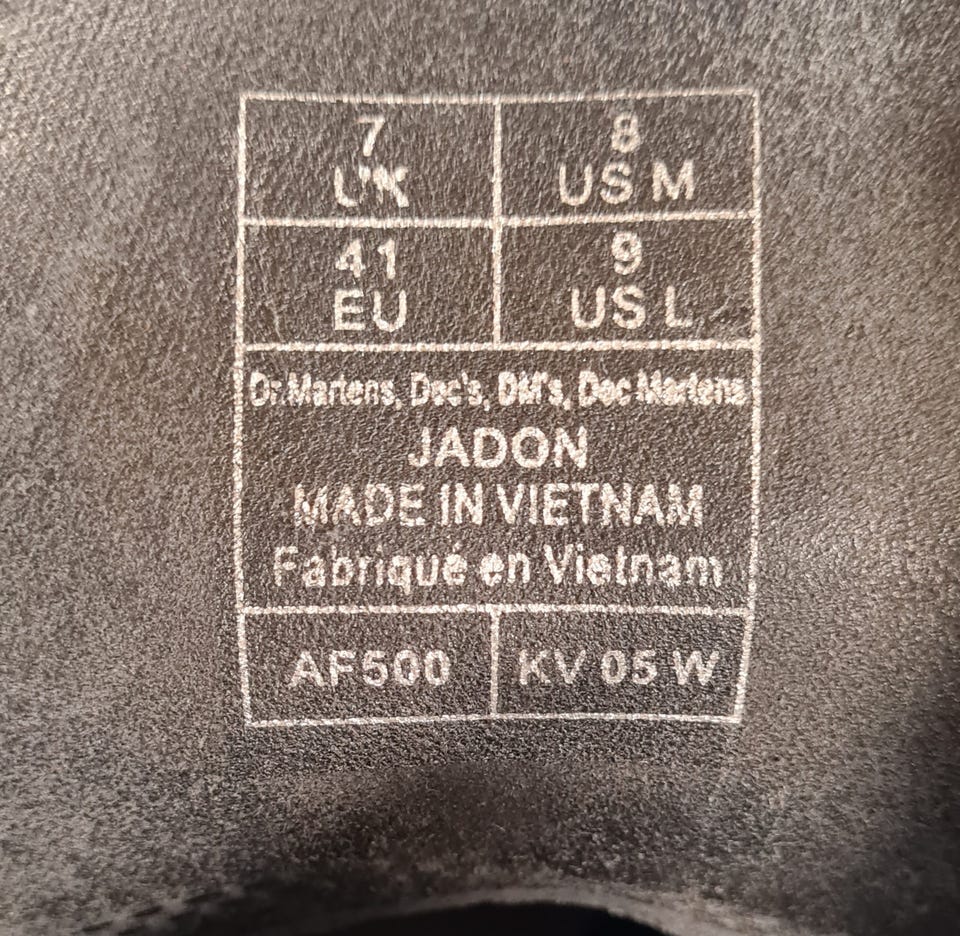 7
UK
8
US M
41
EU
9
US L
Dr.Martens, Doc's, DM's, Doc Martens
JADON
MADE IN VIETNAM
Fabriqué en Vietnam
AF500
KV 05 W